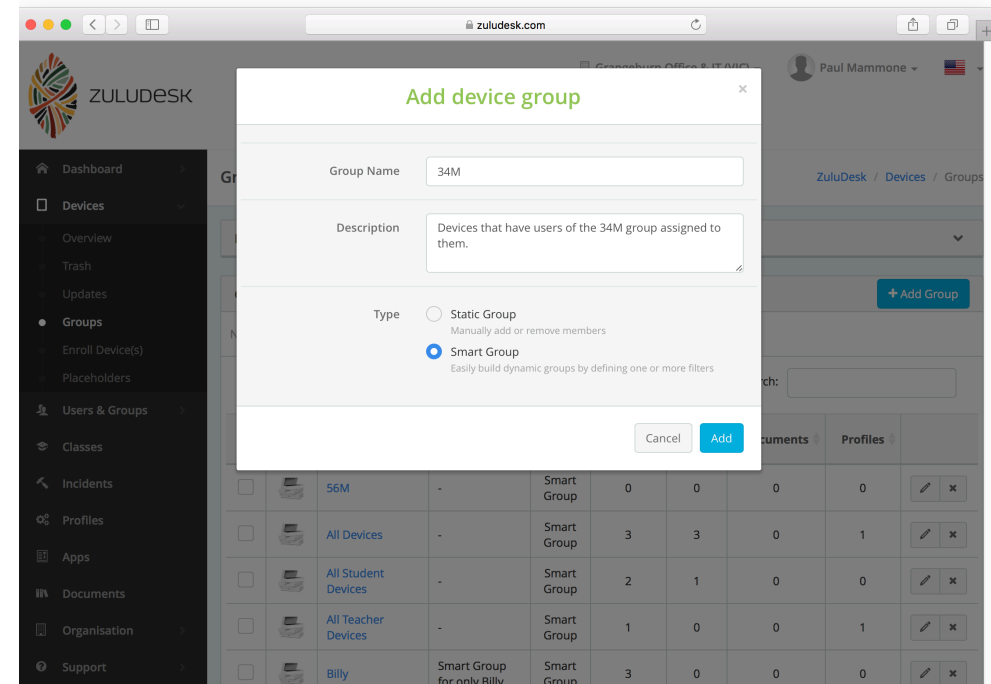 zuludesk.com
Grangeburn Office & IT (VIC)
Paul Mammone
ZULUDESK
Add device group
×
Dashboard
Group Name
34M
Gr
ZuluDesk / Devices / Groups
Devices
Description
Devices that have users of the 34M group assigned to
them.
Overview
Trash
Updates
+ Add Group
Type
Static Group
Manually add or remove members
Groups
Smart Group
Easily build dynamic groups by defining one or more filters
Enroll Device(s)
Placeholders
rch:
Users & Groups
Cancel
Add
cuments
Profiles
Classes
Incidents
56M
-
Smart
Group
0
0
0
0
Profiles
All Devices
-
Smart
Group
3
3
0
1
Apps
All Student
Devices
-
Smart
Group
2
1
0
0
Documents
All Teacher
Devices
-
Smart
Group
1
0
0
1
Organisation
Support
Billy
Smart Group
for only Billy
Smart
Group
3
0
0
0